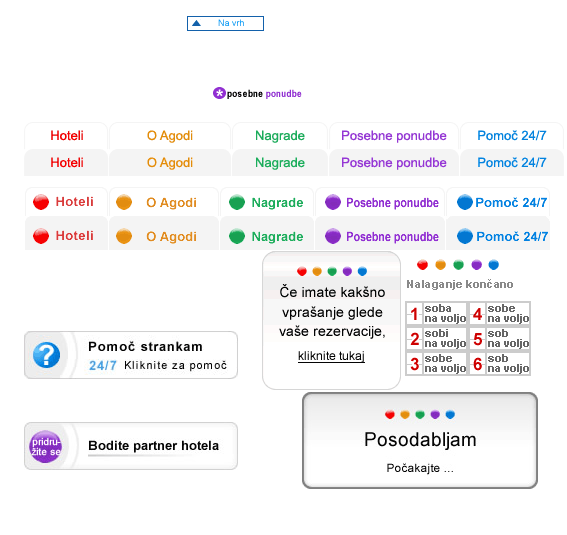 Na vrh
posebne ponudbe
Hoteli O Agodi Nagrade Posebne ponudbe Pomoč 24/7
Hoteli O Agodi Nagrade Posebne ponudbe Pomoč 24/7
Hoteli O Agodi Nagrade Posebne ponudbe Pomoč 24/7
Hoteli O Agodi Nagrade Posebne ponudbe Pomoč 24/7
Če imate kakšno
vprašanje glede
vaše rezervacije,
kliknite tukaj
Nalaganje končano
1 soba na voljo
4 sobe na voljo
2 sobi na voljo
5 sob na voljo
3 sobe na voljo
6 sob na voljo
?
Pomoč strankam
24/7 Kliknite za pomoč
Posodabljam
Počakajte ...
pridru-
žite se
Bodite partner hotela